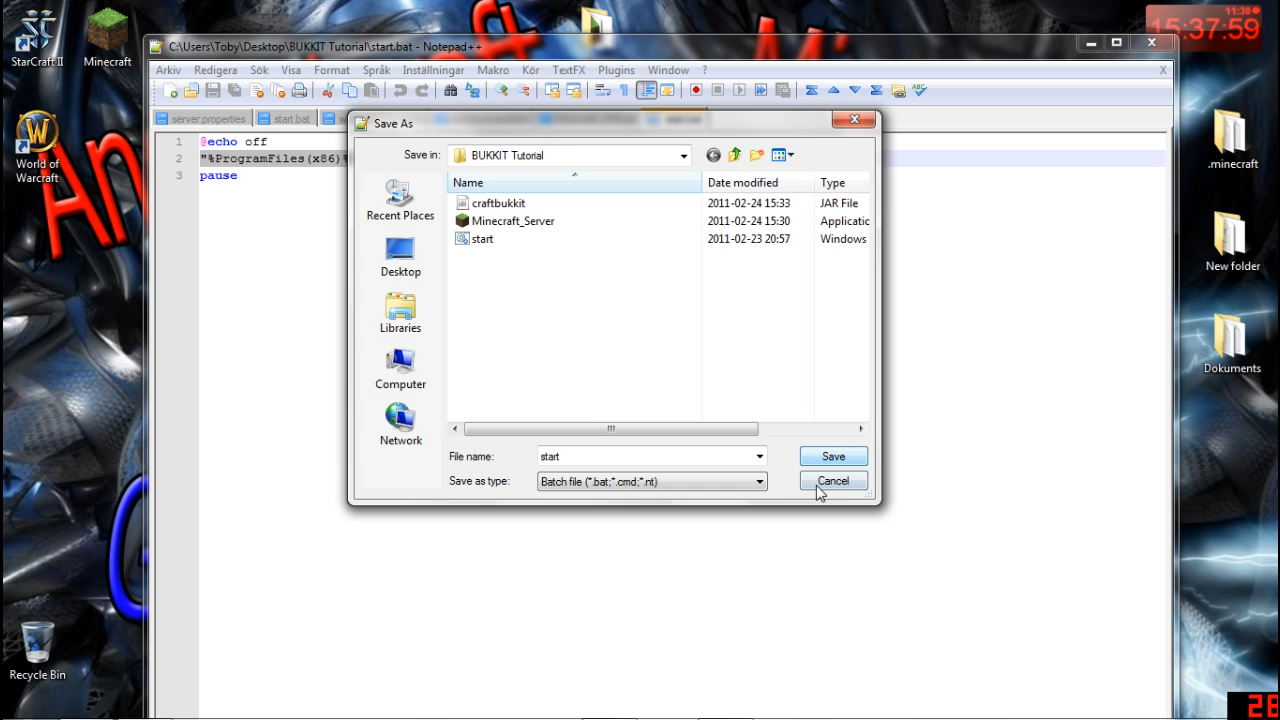 StarCraft II
Minecraft
World of
Warcraft
Recycle Bin
11:38
15:37:59
.minecraft
New folder
Dokuments
28
C:\Users\Toby\Desktop\BUKKIT Tutorial\start.bat - Notepad++
Arkiv Redigera Sök Visa Format Språk Inställningar Makro Kör TextFX Plugins Window ? X
server.properties start.bat
1 @echo off
2 "%ProgramFiles(x86)%
3 pause
Save As
Save in: BUKKIT Tutorial
Name Date modified Type
craftbukkit 2011-02-24 15:33 JAR File
Minecraft_Server 2011-02-24 15:30 Applicatic
start 2011-02-23 20:57 Windows
Recent Places
Desktop
Libraries
Computer
Network
File name: start Save
Save as type: Batch file (*.bat;*.cmd;*.nt) Cancel